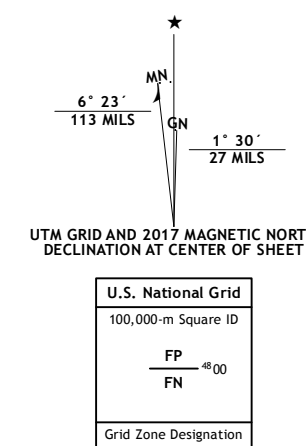 ★
MN.
6° 23´
113 MILS
GN
1° 30´
27 MILS
UTM GRID AND 2017 MAGNETIC NORT
DECLINATION AT CENTER OF SHEET
U.S. National Grid
100,000-m Square ID
FP
4800
FN
Grid Zone Designation